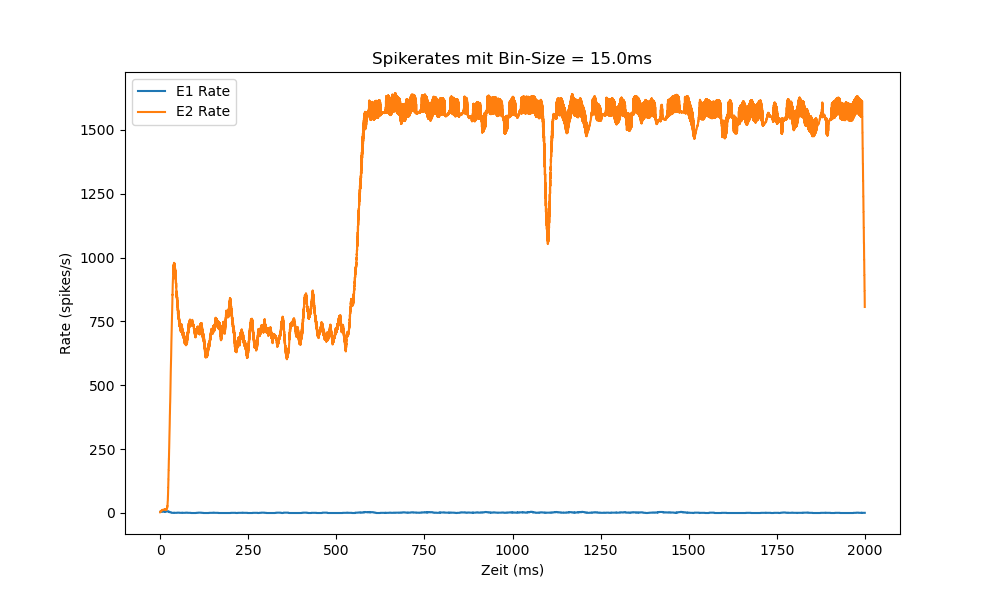 Spikerates mit Bin-Size = 15.0ms
E1 Rate
E2 Rate
Rate (spikes/s)
1500
1250
1000
750
500
250
0
0 250 500 750 1000 1250 1500 1750 2000
Zeit (ms)